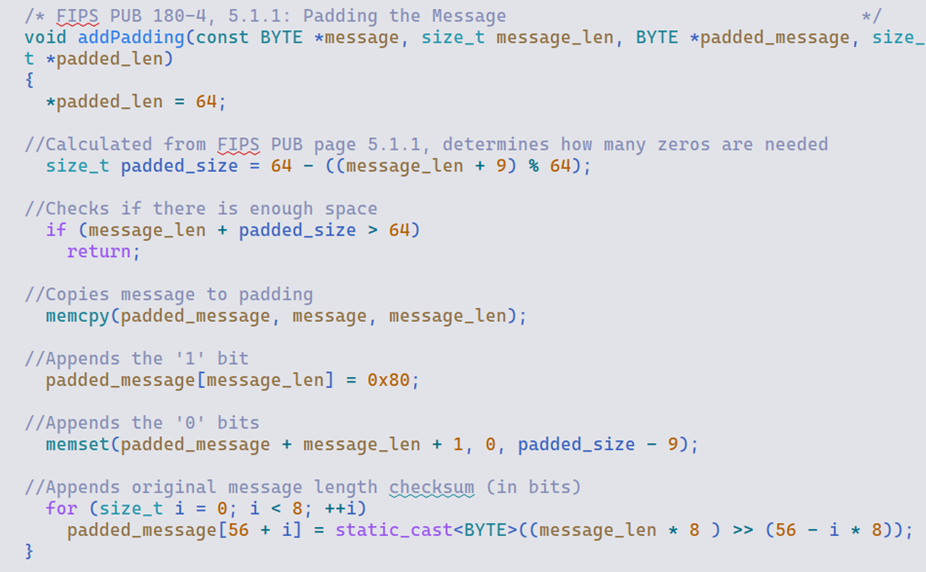 /* FIPS PUB 180-4, 5.1.1: Padding the Message */
void addPadding(const BYTE *message, size_t message_len, BYTE *padded_message, size_
t *padded_len)
{
*padded_len = 64;
//Calculated from FIPS PUB page 5.1.1, determines how many zeros are needed
size_t padded_size = 64 - ((message_len + 9) % 64);
//Checks if there is enough space
if (message_len + padded_size > 64)
return;
//Copies message to padding
memcpy(padded_message, message, message_len);
//Appends the '1' bit
padded_message[message_len] = 0x80;
//Appends the '0' bits
memset(padded_message + message_len + 1, 0, padded_size - 9);
//Appends original message length checksum (in bits)
for (size_t i = 0; i < 8; ++i)
padded_message[56 + i] = static_cast<BYTE>((message_len * 8 ) >> (56 - i * 8));
}